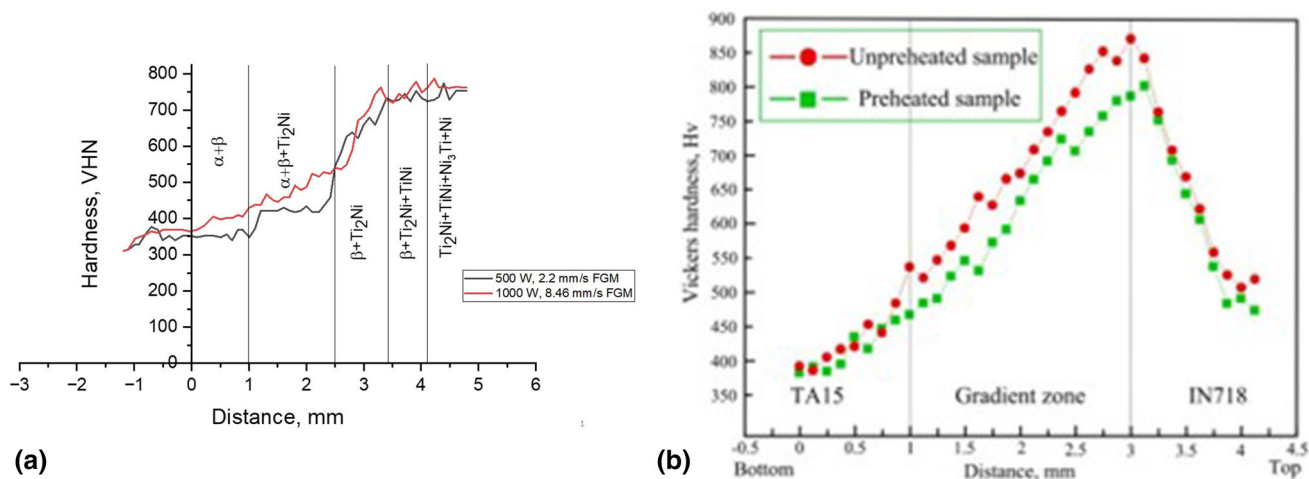 Hardness, VHN
800
700
600
500
400
300
200
100
0
α+β
α+β+Ti2Ni
β+Ti2Ni
β+Ti2Ni+TiNi
Ti2Ni+TiNi+Ni3Ti+Ni
500 W, 2.2 mm/s FGM
1000 W, 8.46 mm/s FGM
−3 −2 −1 0 1 2 3 4 5 6
Distance, mm
1
(a)
Vickers hardness, Hv
900
850
800
750
700
650
600
550
500
450
400
350
Unpreheated sample
Preheated sample
TA15 Gradient zone IN718
-0.5 0 0.5 1 1.5 2 2.5 3 3.5 4 4.5
Bottom Distance, mm Top
(b)